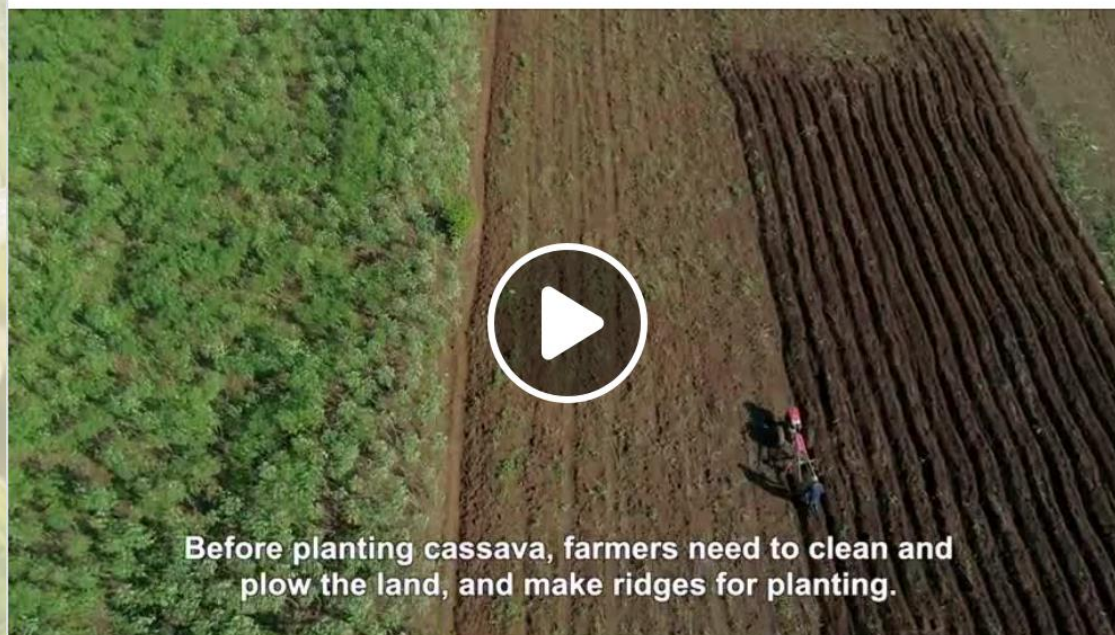 Before planting cassava, farmers need to clean and
plow the land, and make ridges for planting.